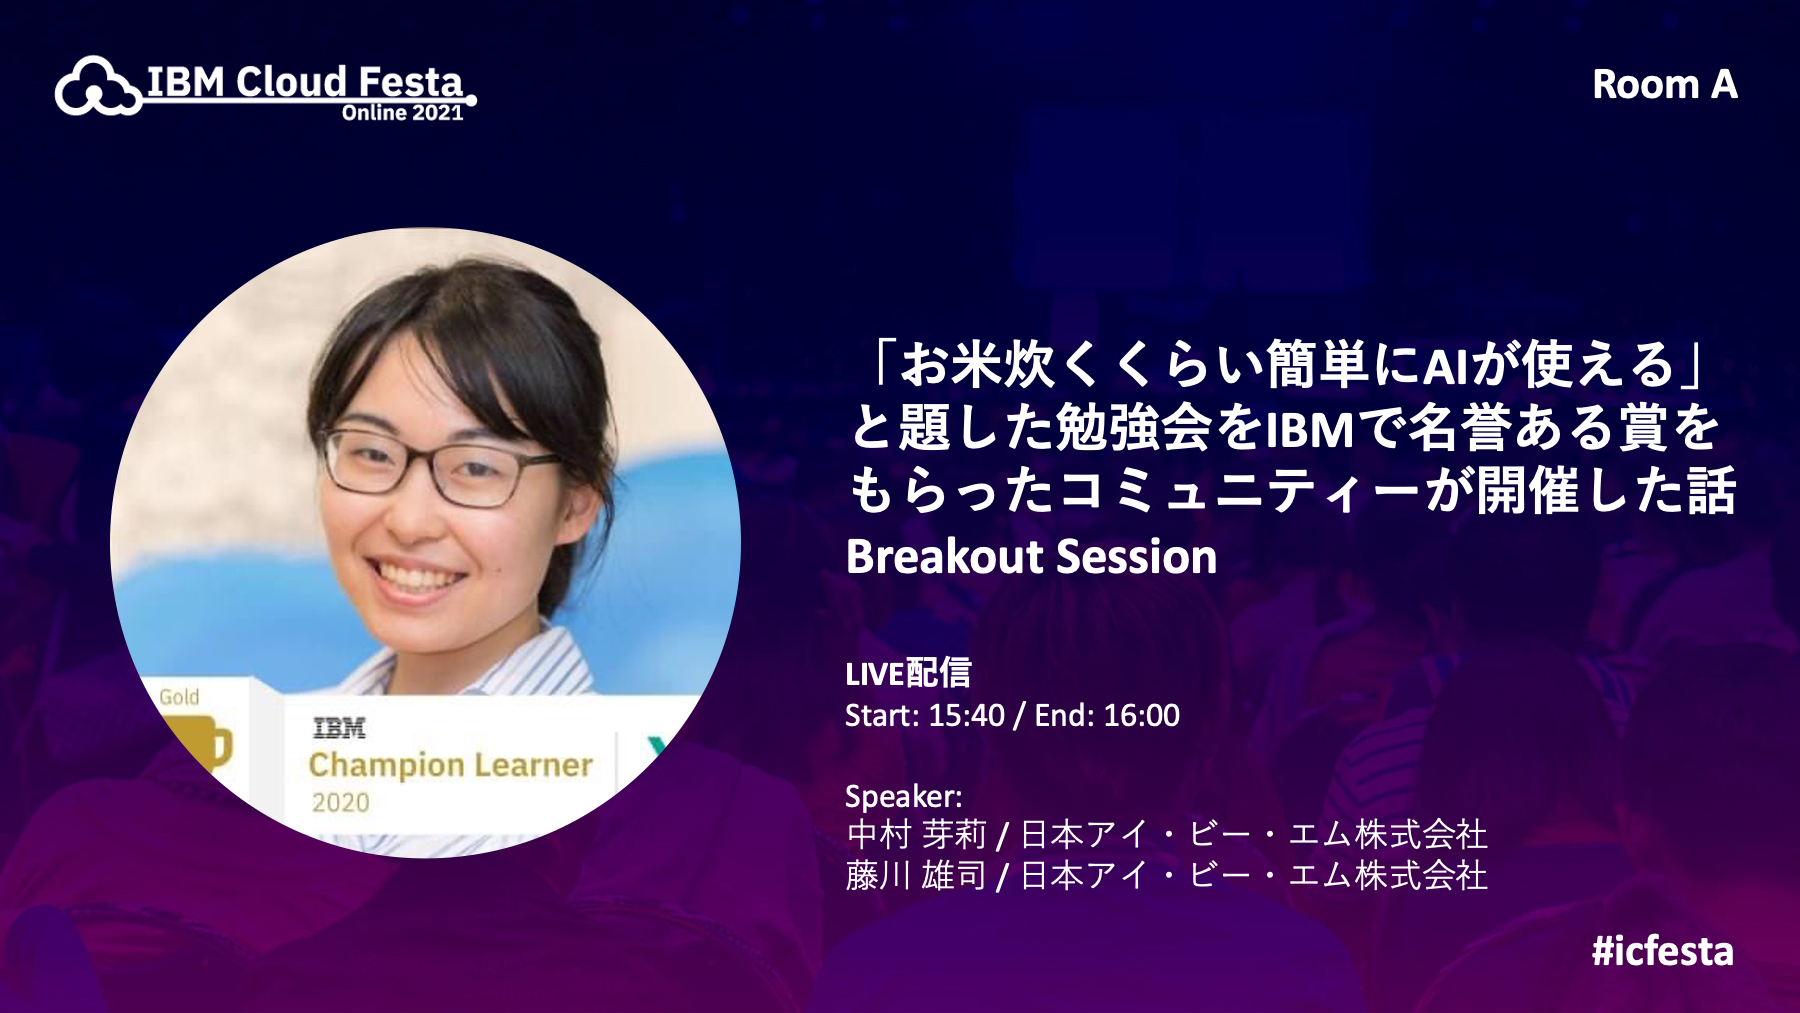 IBM Cloud Festa
Online 2021
Room A
「お米炊くくらい簡単にAIが使える」
と題した勉強会をIBMで名誉ある賞を
もらったコミュニティーが開催した話
Breakout Session
LIVE配信
Start: 15:40 / End: 16:00
Speaker:
中村 芽莉 / 日本アイ・ビー・エム株式会社
藤川 雄司 / 日本アイ・ビー・エム株式会社
Gold
IBM
Champion Learner
2020
#icfesta